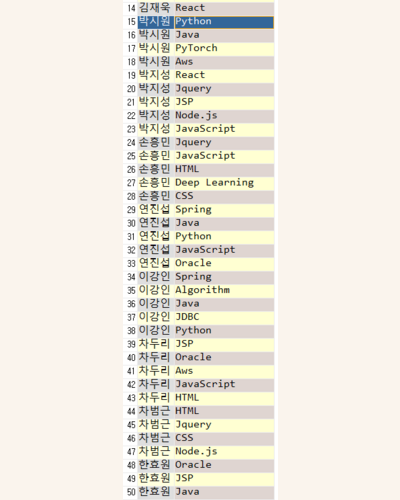 14 김재욱 React
15 박시원 Python
16 박시원 Java
17 박시원 PyTorch
18 박시원 Aws
19 박지성 React
20 박지성 Jquery
21 박지성 JSP
22 박지성 Node.js
23 박지성 JavaScript
24 손흥민 Jquery
25 손흥민 JavaScript
26 손흥민 HTML
27 손흥민 Deep Learning
28 손흥민 CSS
29 연진섭 Spring
30 연진섭 Java
31 연진섭 Python
32 연진섭 JavaScript
33 연진섭 Oracle
34 이강인 Spring
35 이강인 Algorithm
36 이강인 Java
37 이강인 JDBC
38 이강인 Python
39 차두리 JSP
40 차두리 Oracle
41 차두리 Aws
42 차두리 JavaScript
43 차두리 HTML
44 차범근 HTML
45 차범근 Jquery
46 차범근 CSS
47 차범근 Node.js
48 한효원 Oracle
49 한효원 JSP
50 한효원 Java